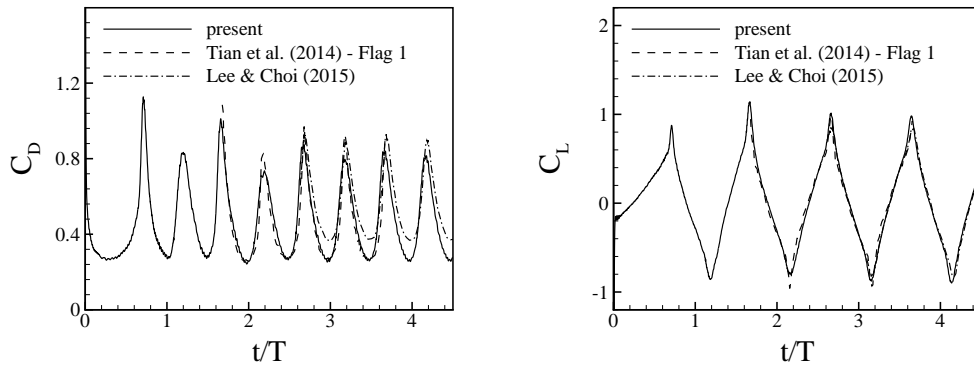 present
Tian et al. (2014) - Flag 1
Lee & Choi (2015)
1.2
0.8
0.4
0
C_D
0 1 2 3 4
t/T
present
Tian et al. (2014) - Flag 1
Lee & Choi (2015)
2
1
0
-1
C_L
0 1 2 3 4
t/T